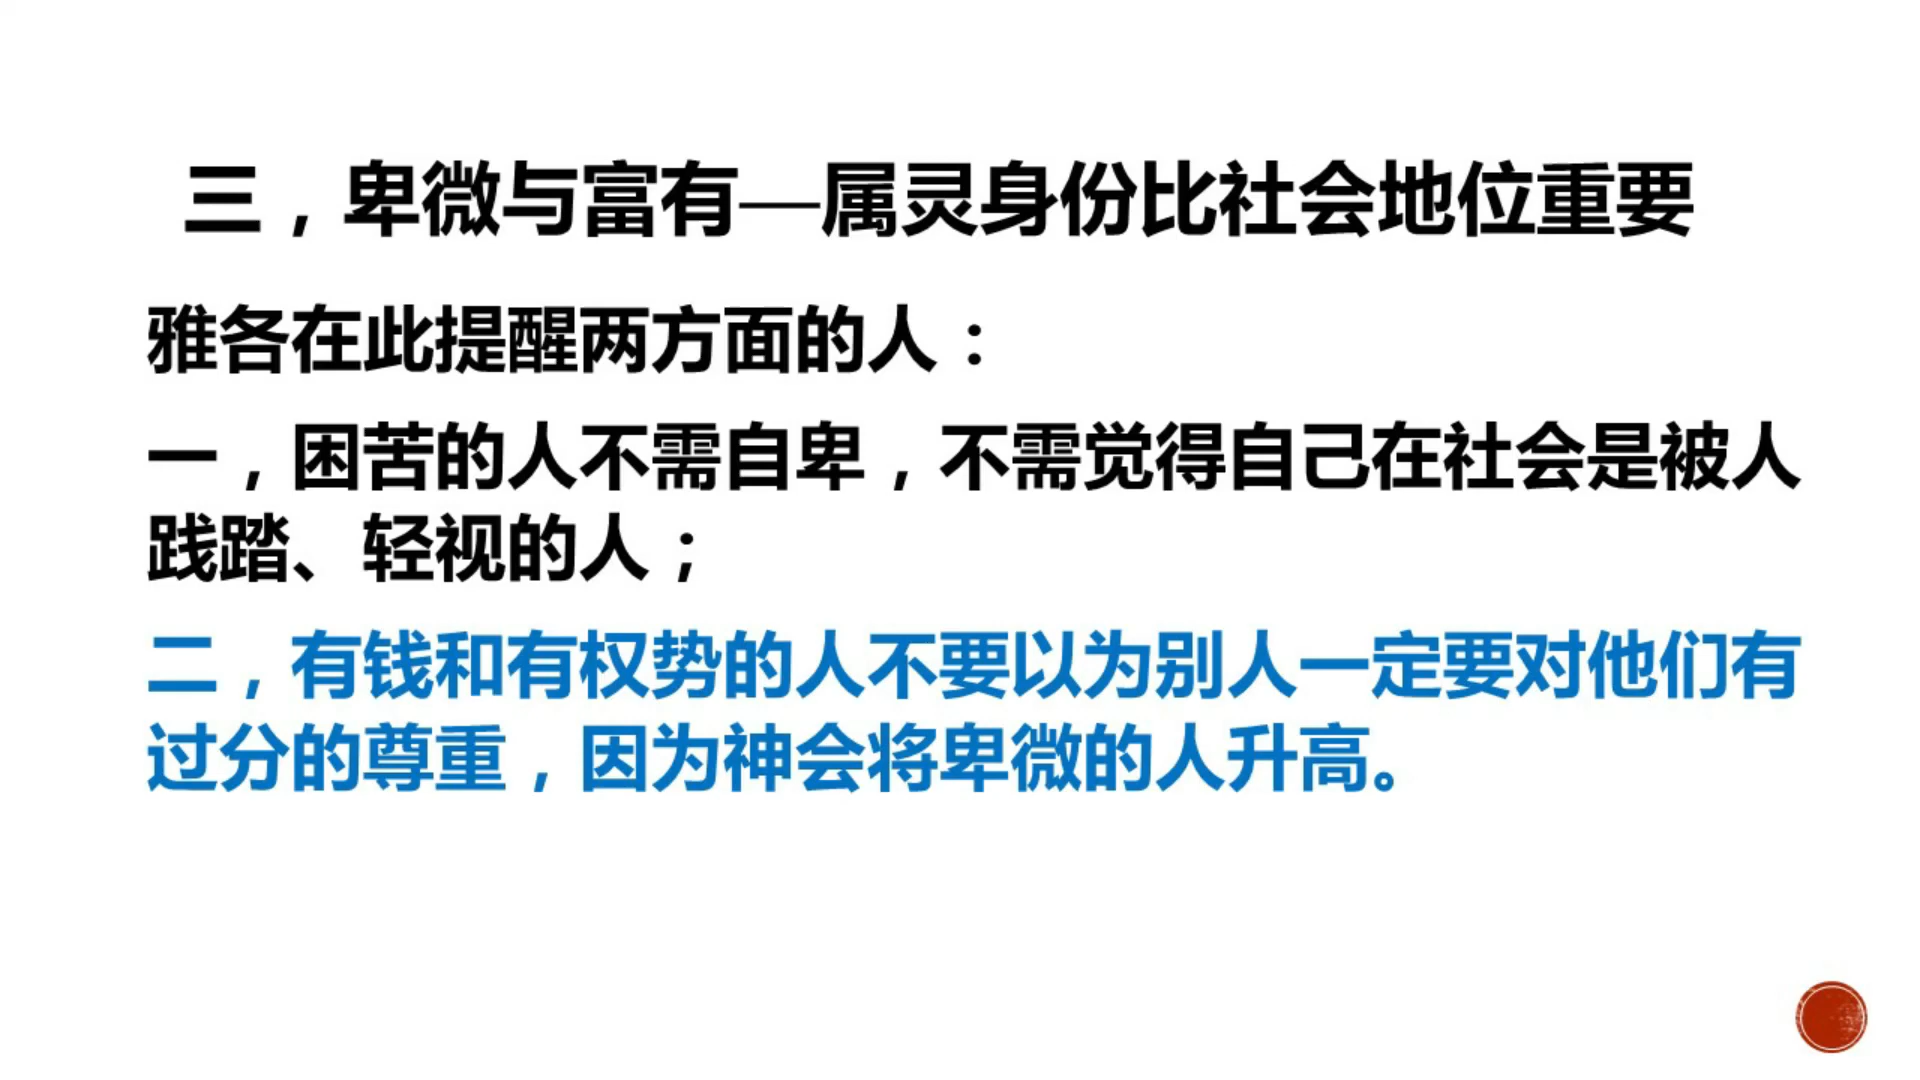 三，卑微与富有—属灵身份比社会地位重要
雅各在此提醒两方面的人：
一，困苦的人不需自卑，不需觉得自己在社会是被人
践踏、轻视的人；
二，有钱和有权势的人不要以为别人一定要对他们有
过分的尊重，因为神会将卑微的人升高。